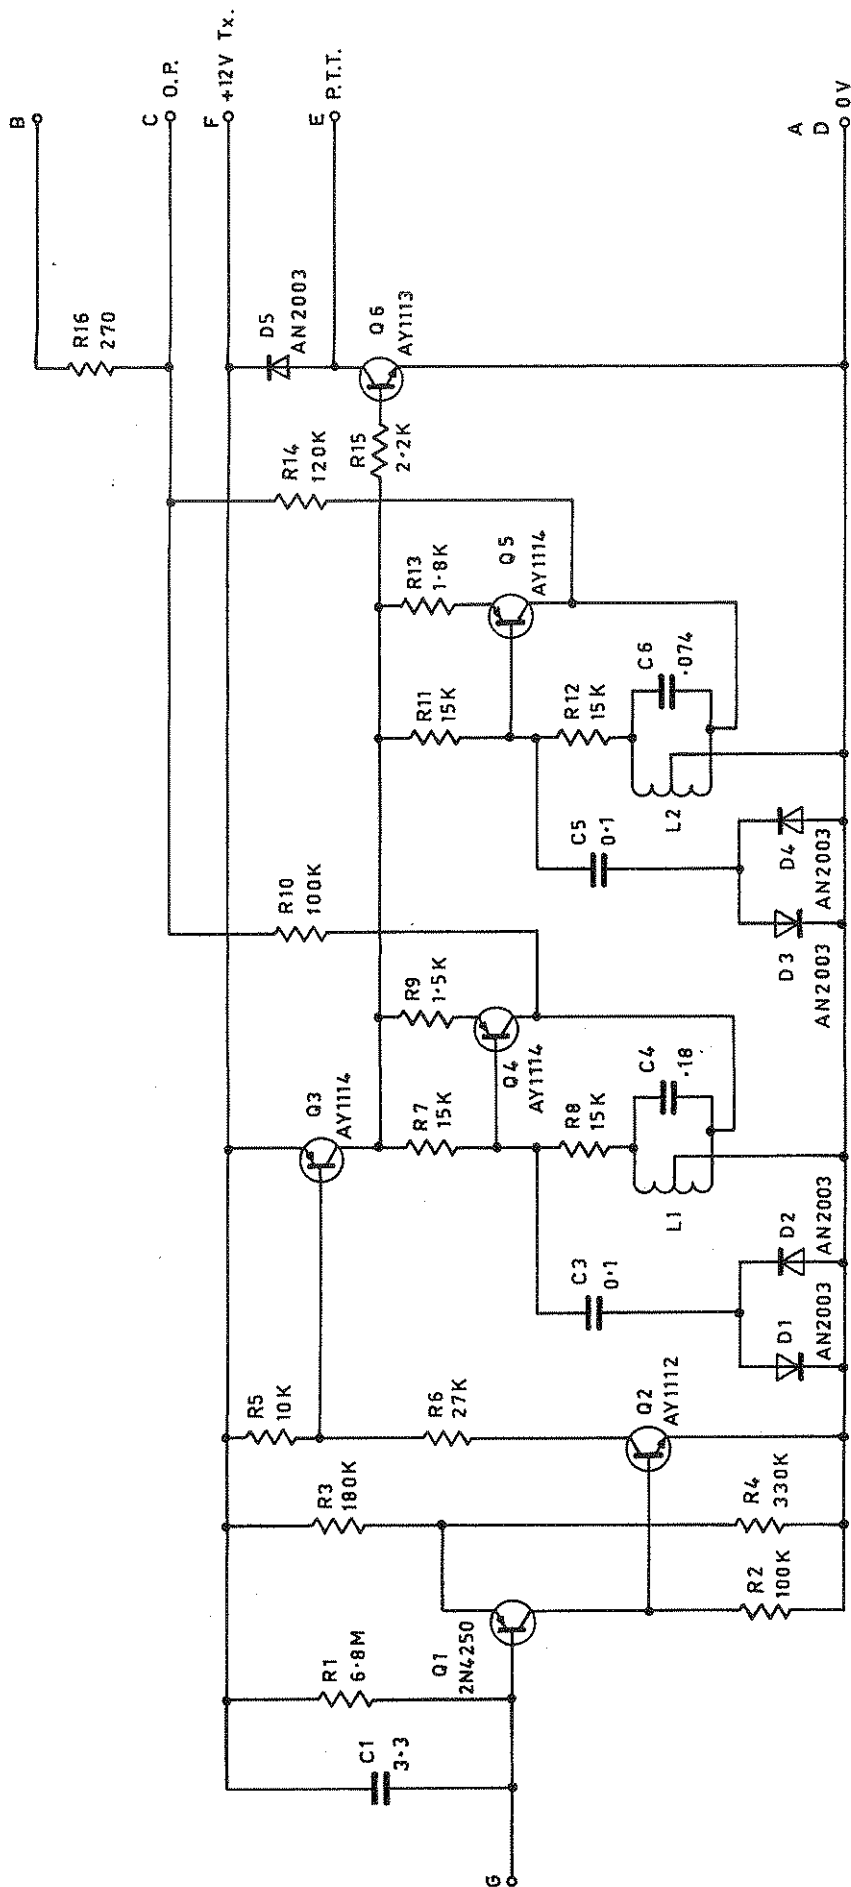 G
C1
3·3
R1
6·8M
Q1
2N4250
R3
180K
R2
100K
R4
330K
R5
10K
R6
27K
Q2
AY1112
Q3
AY1114
D1
AN2003
D2
AN2003
C3
0·1
R7
15K
R8
15K
L1
C4
·18
Q4
AY1114
R9
1·5K
R10
100K
D3
AN2003
D4
AN2003
C5
0·1
L2
R11
15K
R12
15K
C6
·074
R13
1·8K
Q5
AY1114
R14
120K
R15
2·2K
Q6
AY1113
D5
AN2003
R16
270
B
C O.P.
F +12V Tx.
E P.T.T.
A
D 0V